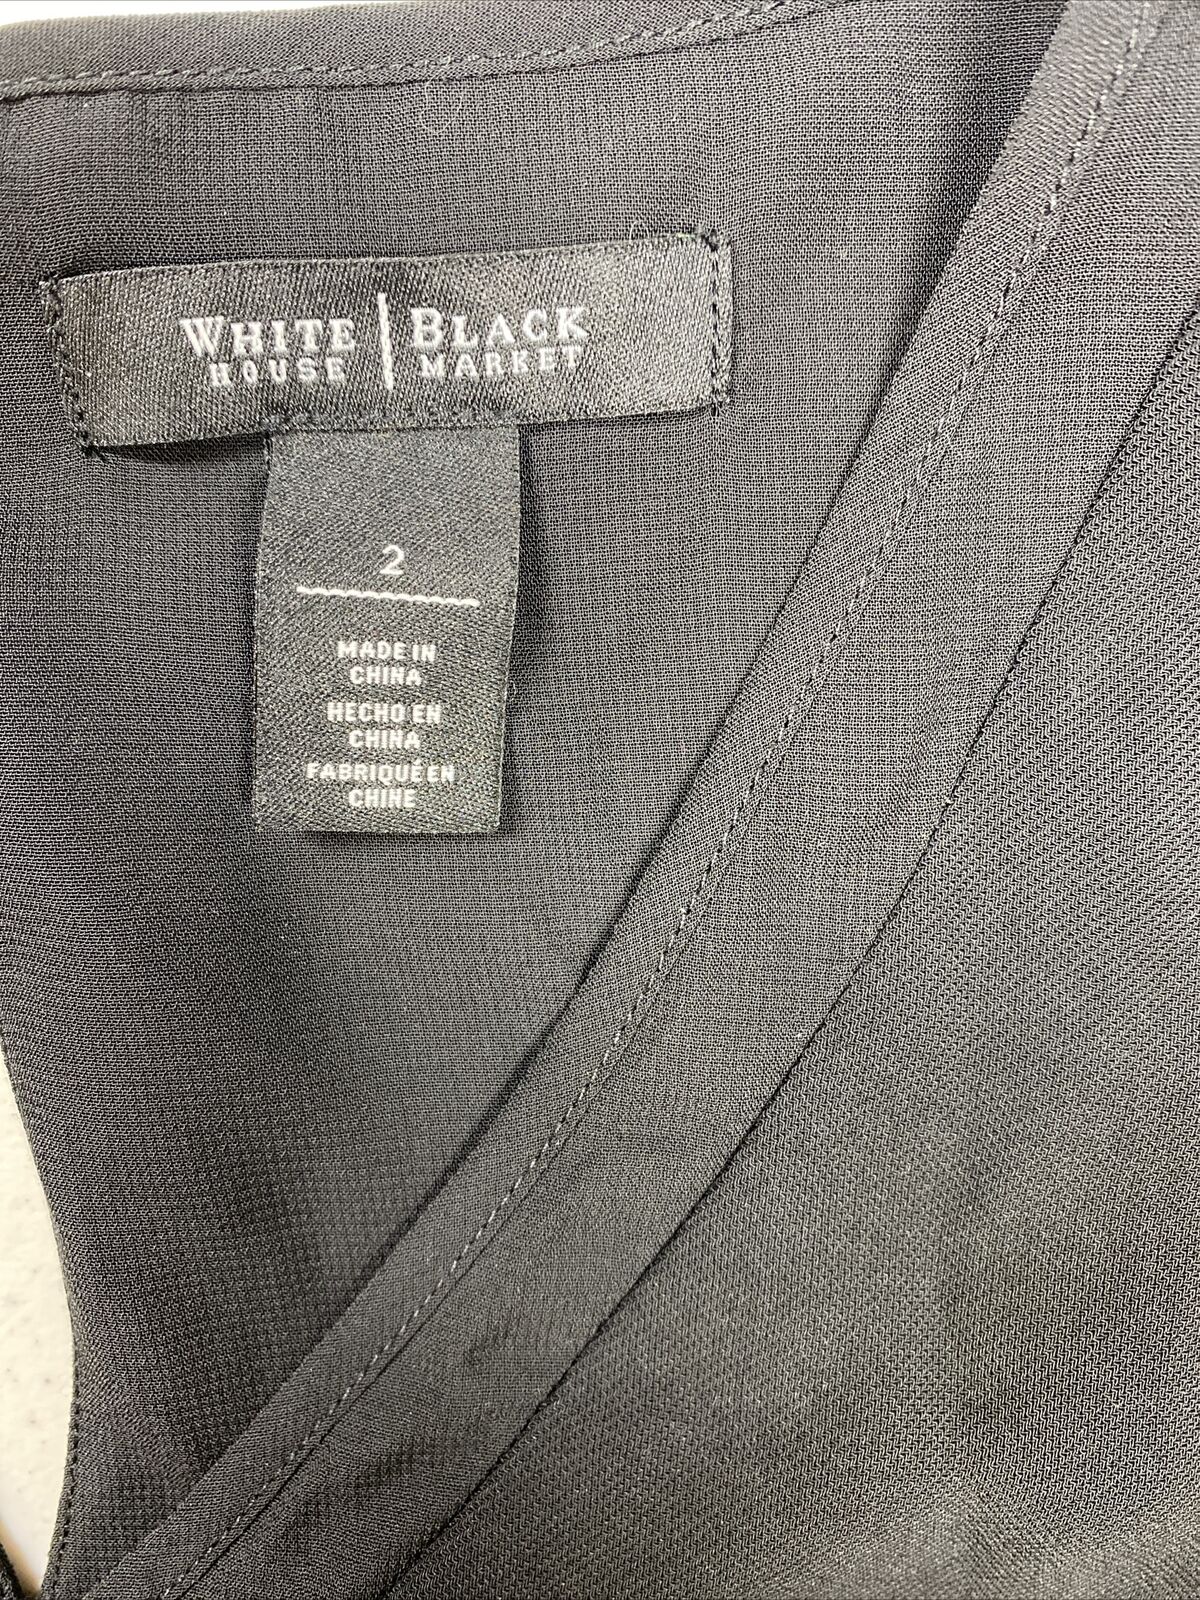 WHITE | BLACK
HOUSE | MARKET
2
MADE IN
CHINA
HECHO EN
CHINA
FABRIQUÉ EN
CHINE